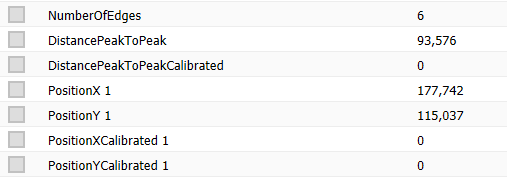 NumberOfEdges 6
DistancePeakToPeak 93,576
DistancePeakToPeakCalibrated 0
PositionX 1 177,742
PositionY 1 115,037
PositionXCalibrated 1 0
PositionYCalibrated 1 0